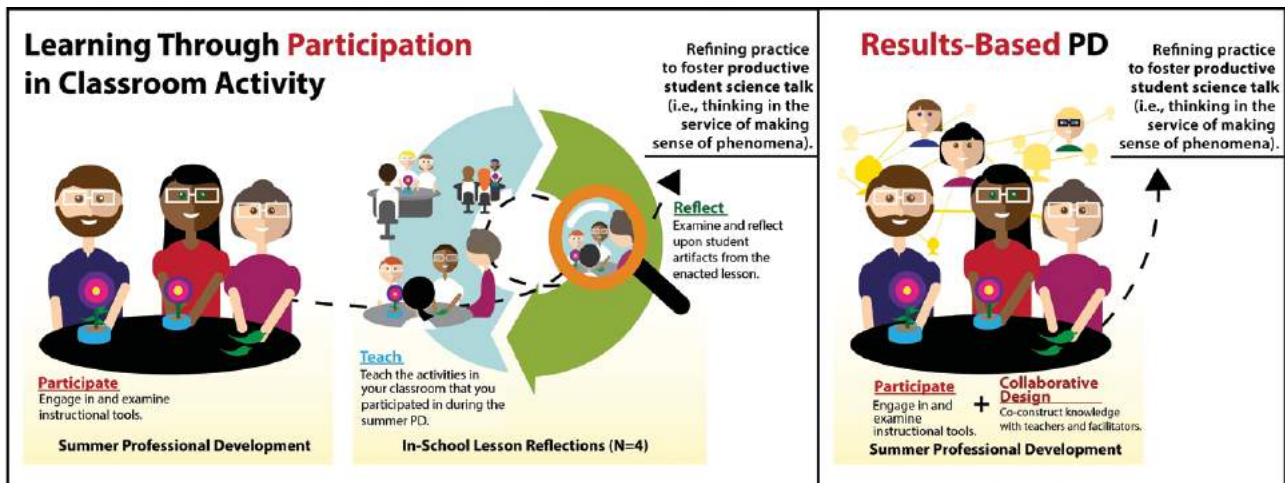 Learning Through Participation
in Classroom Activity
Refining practice
to foster productive
student science talk
(i.e., thinking in the
service of making
sense of phenomena).
Reflect
Examine and reflect
upon student
artifacts from the
enacted lesson.
Teach
Teach the activities in
your classroom that you
participated in during the
summer PD.
Participate
Engage in and examine
instructional tools.
Summer Professional Development
In-School Lesson Reflections (N=4)
Results-Based PD
Refining practice
to foster productive
student science talk
(i.e., thinking in the
service of making
sense of phenomena).
Participate
Engage in and
examine
instructional tools.
+
Collaborative
Design
Co-construct knowledge
with teachers and facilitators.
Summer Professional Development